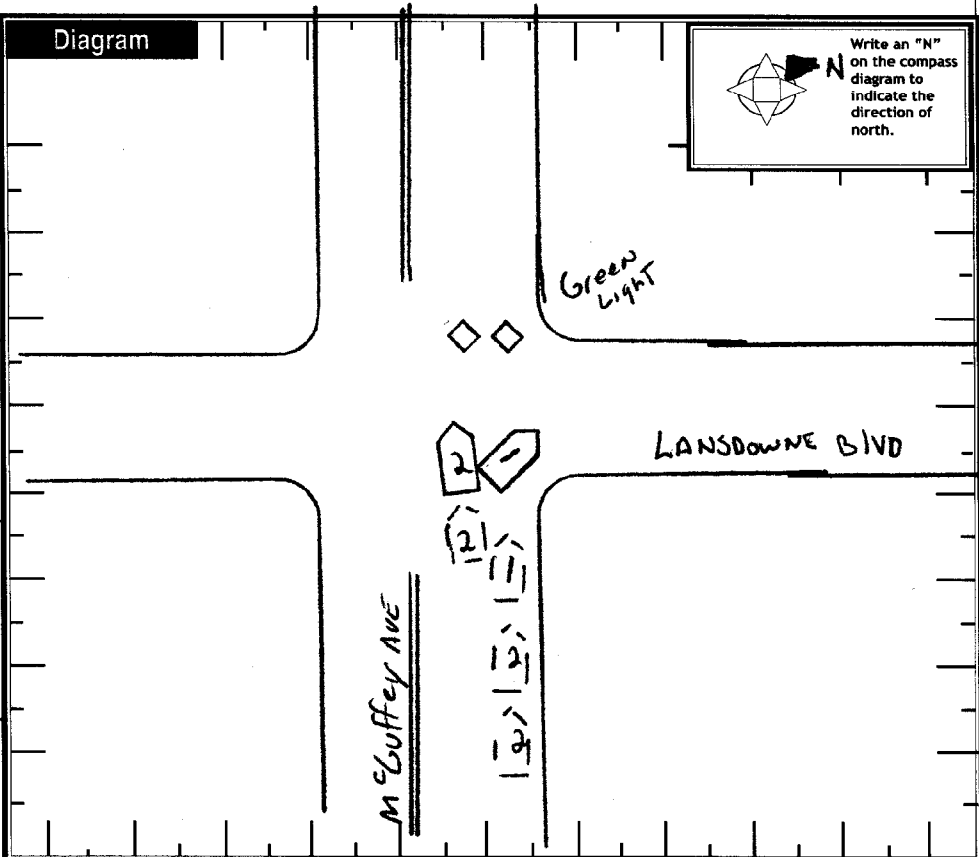 Diagram
Write an "N"
on the compass
diagram to
indicate the
direction of
north.
N
Green
Light
LANSDOWNE BlVD
2
1
2
1
2
2
McGuffey AVE